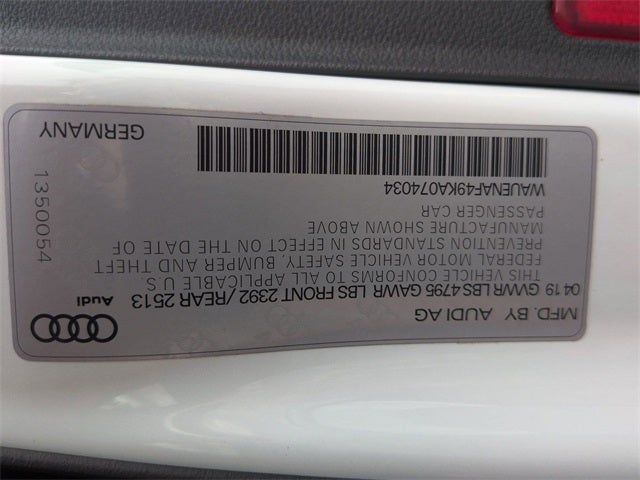 MFD. BY AUDI AG
04 19 GVWR LBS 4795 GAWR LBS FRONT 2392 / REAR 2513
THIS VEHICLE CONFORMS TO ALL APPLICABLE U S
FEDERAL MOTOR VEHICLE SAFETY, BUMPER AND THEFT
PREVENTION STANDARDS IN EFFECT ON THE DATE OF
MANUFACTURE SHOWN ABOVE
PASSENGER CAR
WAUENAF49KA074034
Audi
1350054
GERMANY